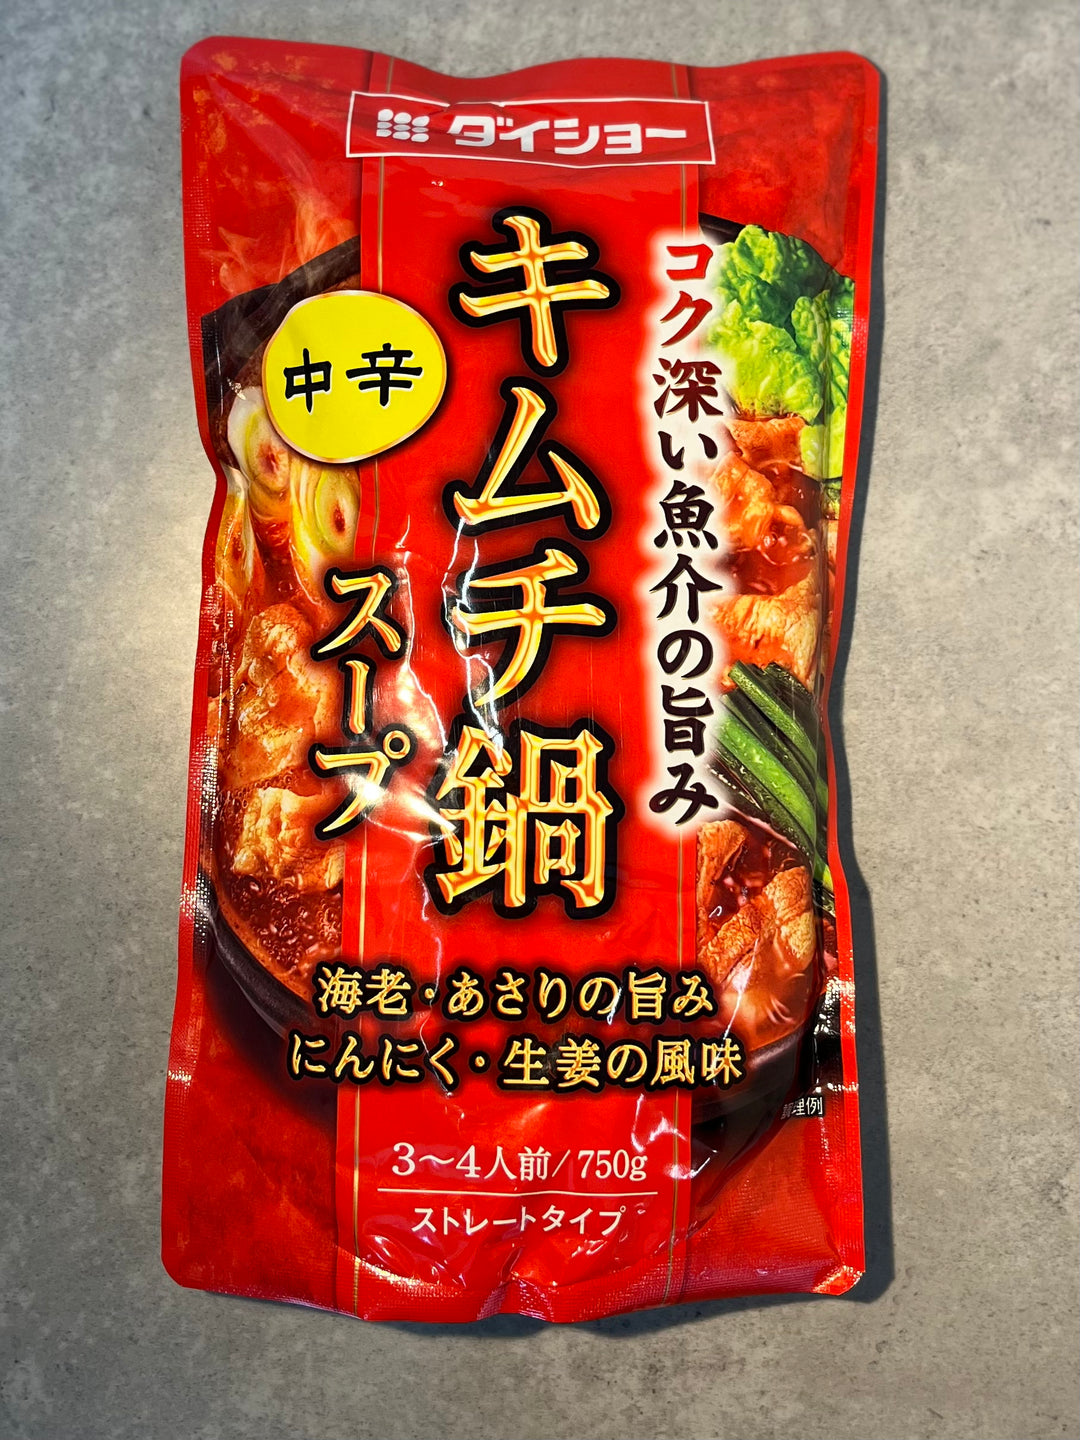 ダイショー
コク深い魚介の旨み
キムチ鍋
スープ
中辛
海老・あさりの旨み
にんにく・生姜の風味
調理例
3〜4人前/750g
ストレートタイプ